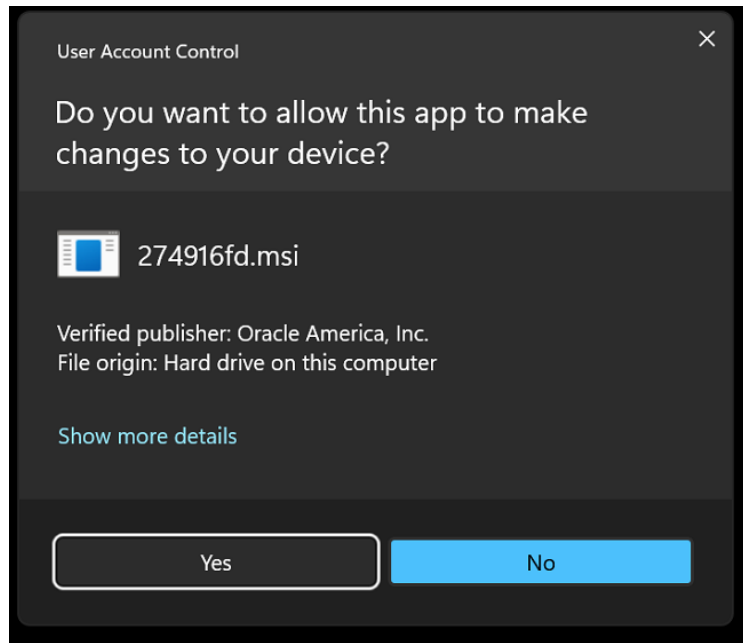 User Account Control
Do you want to allow this app to make
changes to your device?
274916fd.msi
Verified publisher: Oracle America, Inc.
File origin: Hard drive on this computer
Show more details
Yes
No